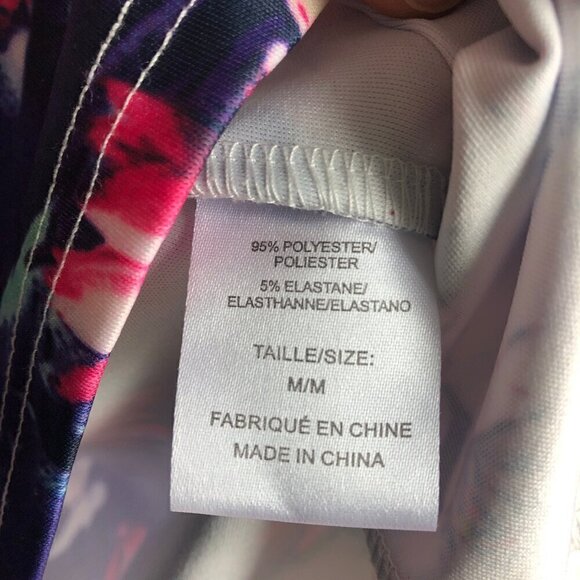 95% POLYESTER/
POLIESTER
5% ELASTANE/
ELASTHANNE/ELASTANO
TAILLE/SIZE:
M/M
FABRIQUÉ EN CHINE
MADE IN CHINA